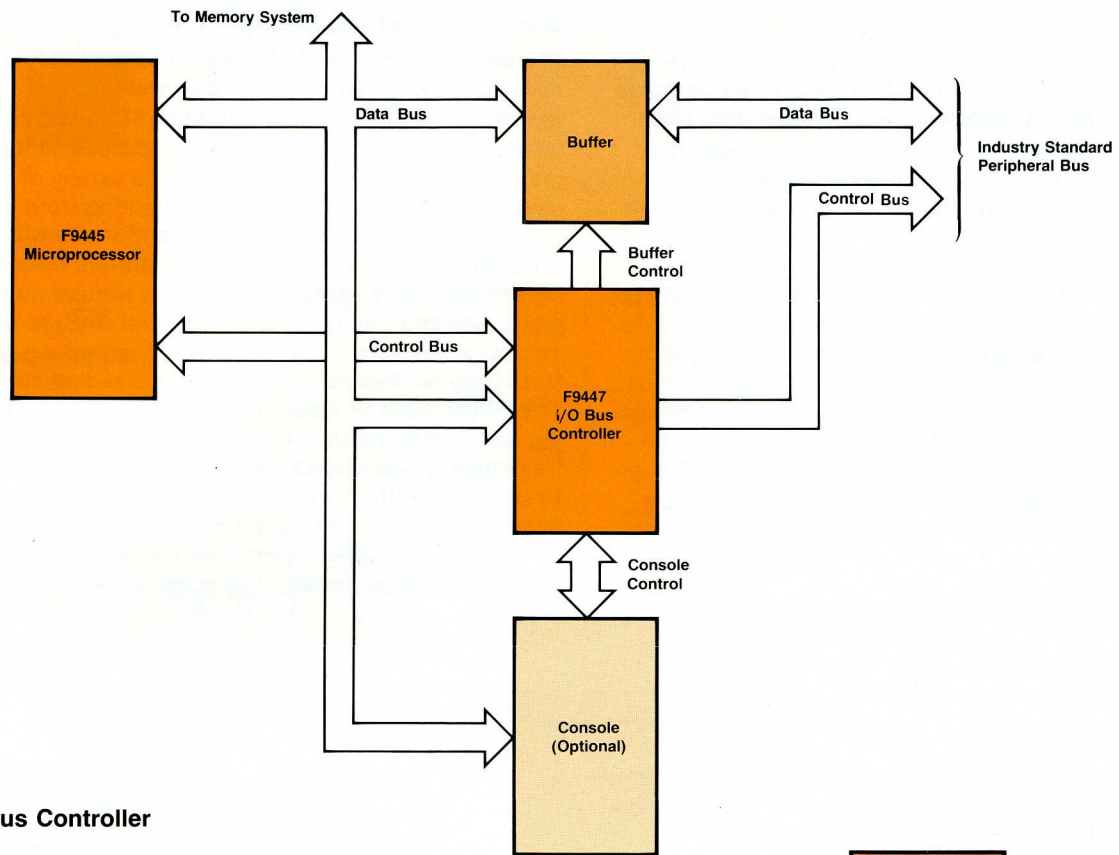 To Memory System
F9445
Microprocessor
Data Bus
Buffer
Data Bus
Industry Standard
Peripheral Bus
Control Bus
Buffer
Control
Control Bus
F9447
I/O Bus
Controller
Console
Control
Console
(Optional)
us Controller